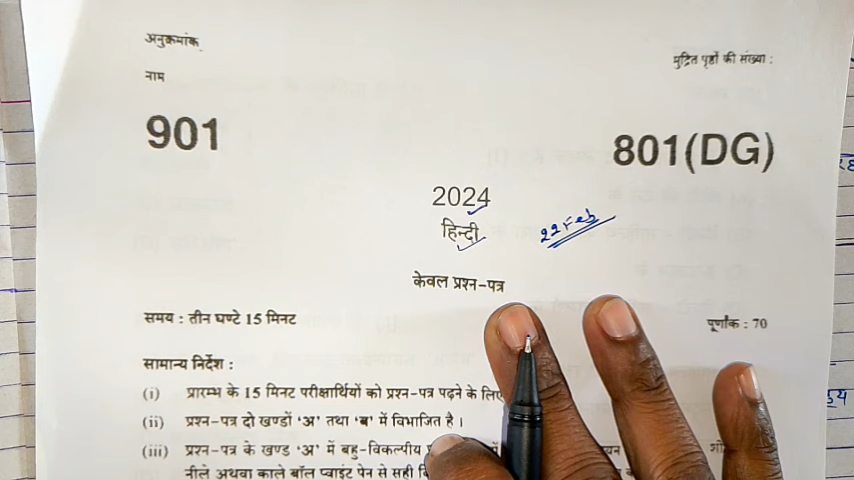 अनुक्रमांक
मुद्रित पृष्ठों की संख्या :
नाम
901
801(DG)
2024
हिन्दी
22 Feb
केवल प्रश्न-पत्र
समय : तीन घण्टे 15 मिनट
पूर्णांक : 70
सामान्य निर्देश :
(i) प्रारम्भ के 15 मिनट परीक्षार्थियों को प्रश्न-पत्र पढ़ने के लिए
(ii) प्रश्न-पत्र दो खण्डों 'अ' तथा 'ब' में विभाजित है।
(iii) प्रश्न-पत्र के खण्ड 'अ' में बहु-विकल्पीय
नीले अथवा काले बॉल प्वाइंट पेन से सही